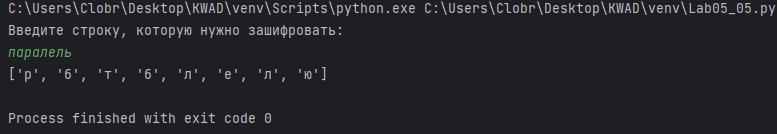 C:\Users\Clobr\Desktop\KWAD\venv\Scripts\python.exe C:\Users\Clobr\Desktop\KWAD\venv\Lab05_05.py
Введите строку, которую нужно зашифровать:
паралель
['р', 'б', 'т', 'б', 'л', 'е', 'л', 'ю']
Process finished with exit code 0